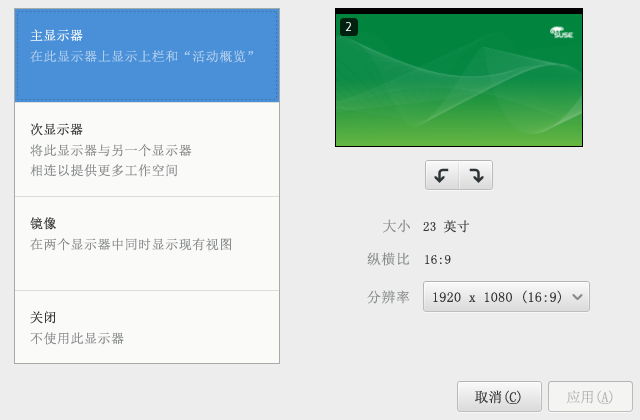 主显示器
在此显示器上显示上栏和“活动概览”
次显示器
将此显示器与另一个显示器
相连以提供更多工作空间
镜像
在两个显示器中同时显示现有视图
关闭
不使用此显示器
2
SUSE
大小 23 英寸
纵横比 16:9
分辨率 1920 x 1080 (16:9)
取消(C) 应用(A)